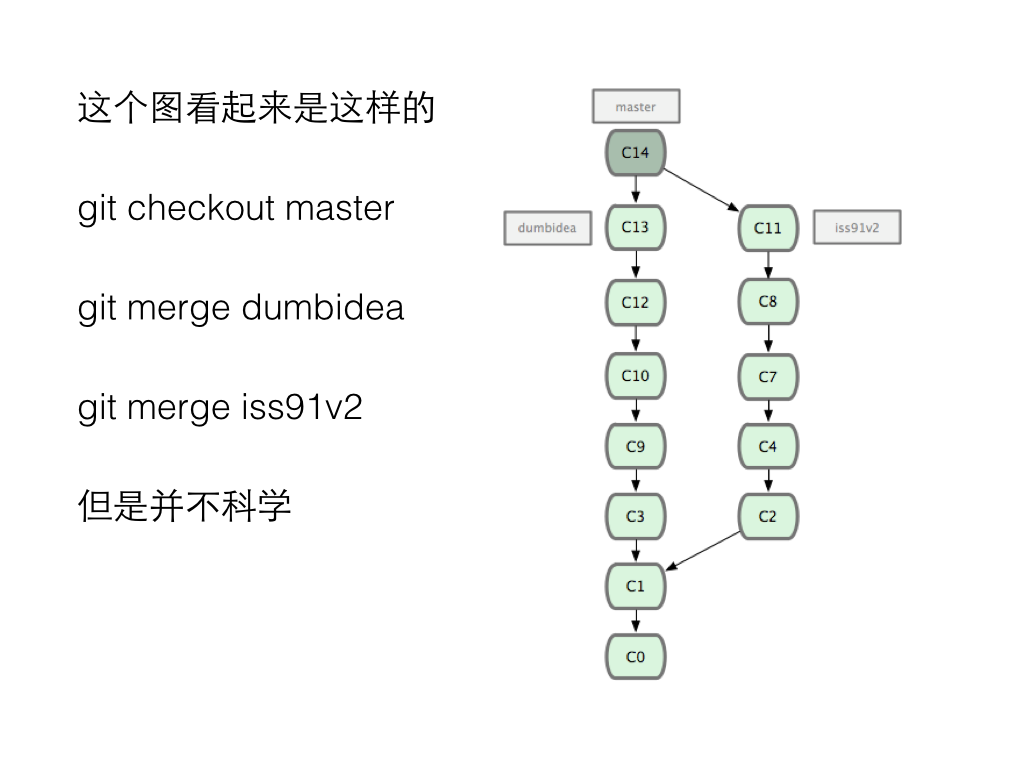 这个图看起来是这样的
git checkout master
git merge dumbidea
git merge iss91v2
但是并不科学
master
C14
dumbidea
C13
C11
iss91v2
C12
C8
C10
C7
C9
C4
C3
C2
C1
C0